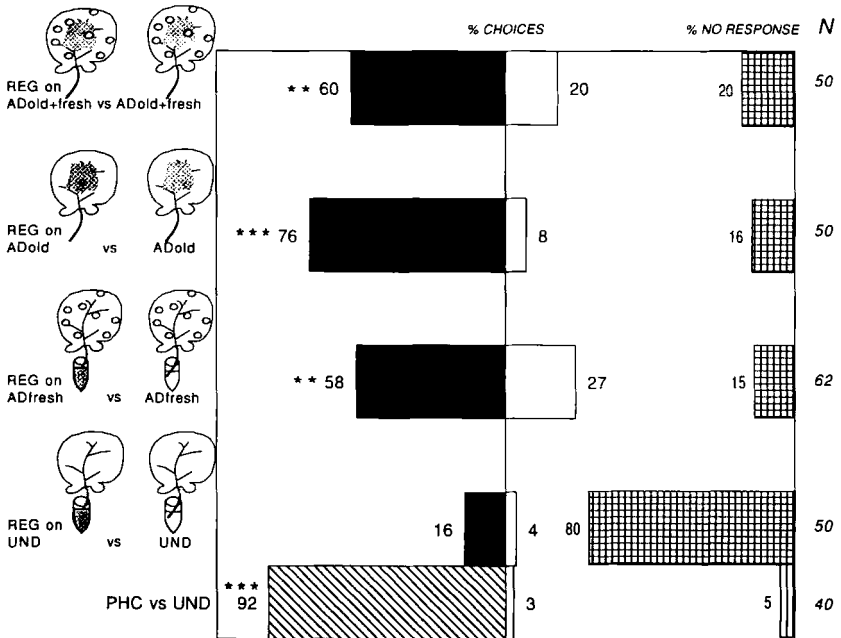 % CHOICES % NO RESPONSE N
REG on
ADold+fresh vs ADold+fresh
** 60 20 20 50
REG on
ADold vs ADold
*** 76 8 16 50
REG on
ADfresh vs ADfresh
** 58 27 15 62
REG on
UND vs UND
16 4 80 50
***
PHC vs UND 92 3 5 40